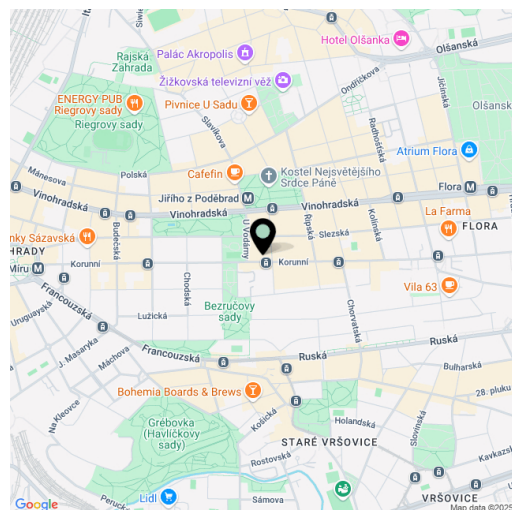 Hotel Olšanka
Olšanská
Palác Akropolis
Rajská
Zahrada
Žižkovská televizní věž
Ondříčkova
Jičínská
ENERGY PUB
Riegrovy sady
Pivnice U Sadu
Olšan
Riegrovy sady
Slavíkova
Radhošťská
Atrium Flora
Mánesova
Polská
Cafefin
Kostel Nejsvětějšího
Srdce Páně
Vinohradská
Jiřího z Poděbrad
Flora
Vinohradská
Vinohradská
U Vodárny
Řipská
Kolínská
La Farma
FLORA
Budečská
Slezská
nky Sázavská
HRADY
Míru
Korunní
Korunní
Chodská
Vila 63
Francouzská
Bezručovy
sady
Lužická
Chorvatská
Uruguayská
J. Masaryka
Máchova
Francouzská
Ruská
Ruská
Bulharská
Bohemia Boards & Brews
28. pluku
Na Kleovce
Košická
Grébovka
(Havlíčkovy
sady)
Holandská
Slovinská
STARÉ VRŠOVICE
Rostovská
Kavkazsk
Lidl
Sámova
VRŠOVICE
Google
Map data ©2025